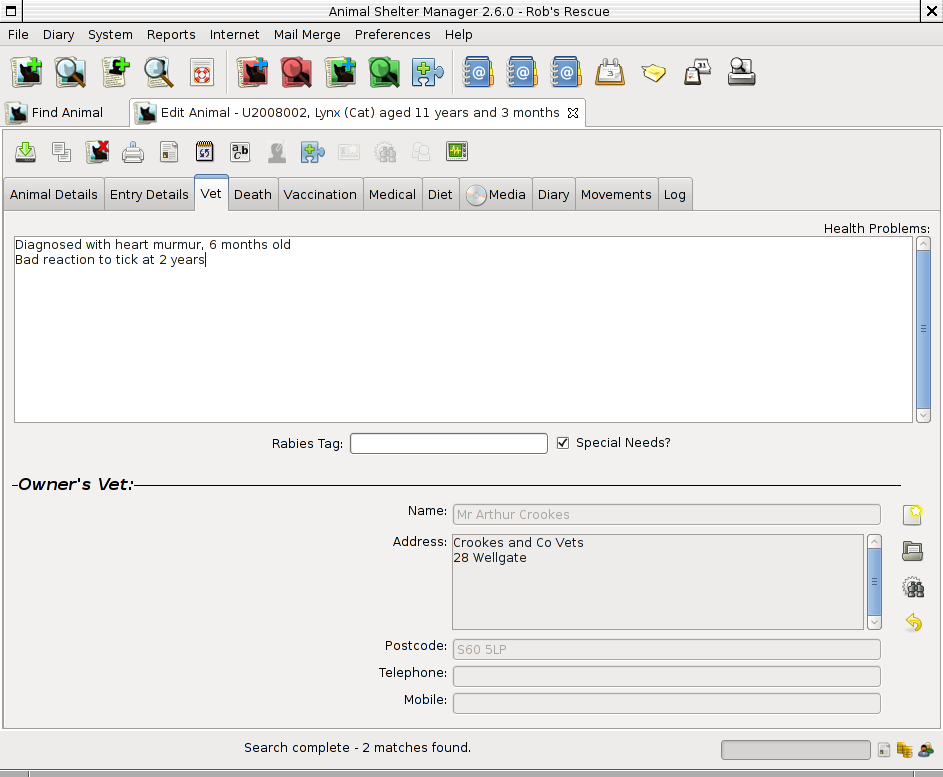 Animal Shelter Manager 2.6.0 - Rob's Rescue
File Diary System Reports Internet Mail Merge Preferences Help
Find Animal Edit Animal - U2008002, Lynx (Cat) aged 11 years and 3 months
Animal Details Entry Details Vet Death Vaccination Medical Diet Media Diary Movements Log
Health Problems:
Diagnosed with heart murmur, 6 months old
Bad reaction to tick at 2 years
Rabies Tag: Special Needs?
Owner's Vet:
Name: Mr Arthur Crookes
Address: Crookes and Co Vets
28 Wellgate
Postcode: S60 5LP
Telephone:
Mobile:
Search complete - 2 matches found.